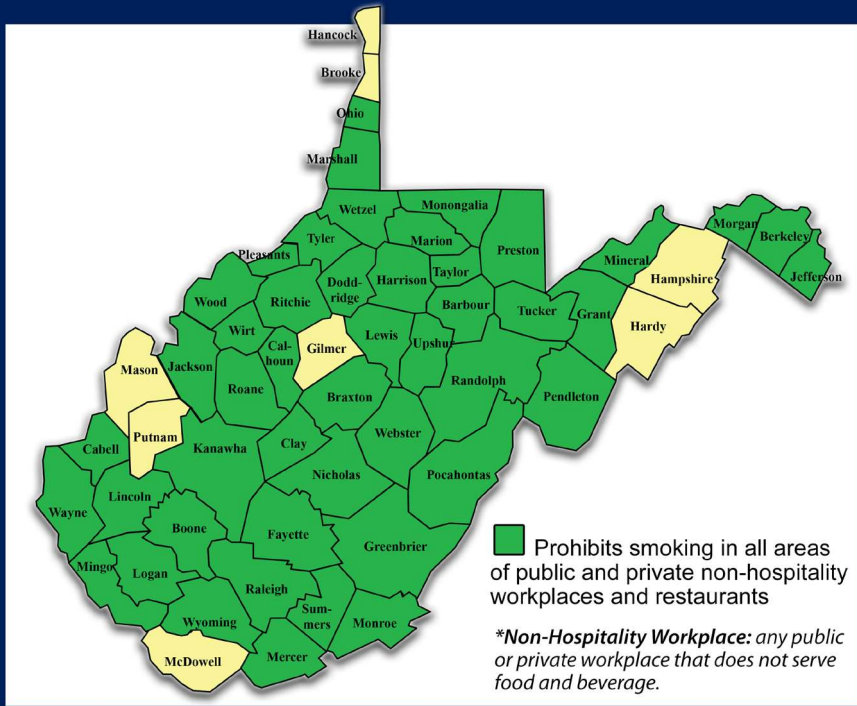 Hancock
Brooke
Ohio
Marshall
Wetzel
Monongalia
Marion
Preston
Tyler
Pleasants
Morgan
Berkeley
Jefferson
Mineral
Hampshire
Wood
Ritchie
Dodd-
ridge
Harrison
Taylor
Barbour
Tucker
Grant
Hardy
Wirt
Cal-
houn
Gilmer
Lewis
Upshur
Mason
Jackson
Roane
Braxton
Randolph
Pendleton
Putnam
Cabell
Kanawha
Clay
Webster
Nicholas
Pocahontas
Wayne
Lincoln
Boone
Fayette
Greenbrier
Mingo
Logan
Raleigh
Sum-
mers
Monroe
Wyoming
McDowell
Mercer
Prohibits smoking in all areas
of public and private non-hospitality
workplaces and restaurants
*Non-Hospitality Workplace: any public
or private workplace that does not serve
food and beverage.